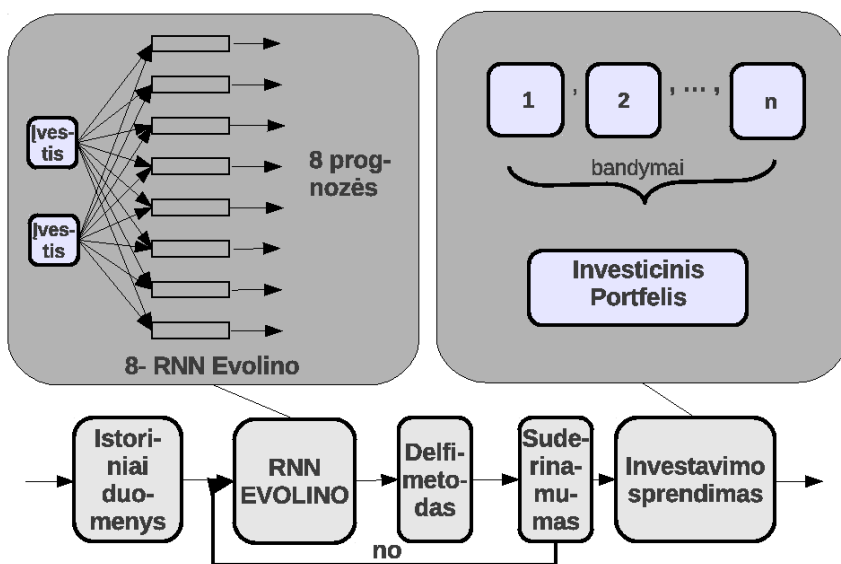 Įves-
tis
Įves-
tis
8 prog-
nozės
8- RNN Evolino
1 , 2 , ... , n
bandymai
Investicinis
Portfelis
Istori-
niai
duo-
menys
RNN
EVOLINO
Delfi-
meto-
das
Sude-
rina-
mu-
mas
Investavimo
sprendimas
no